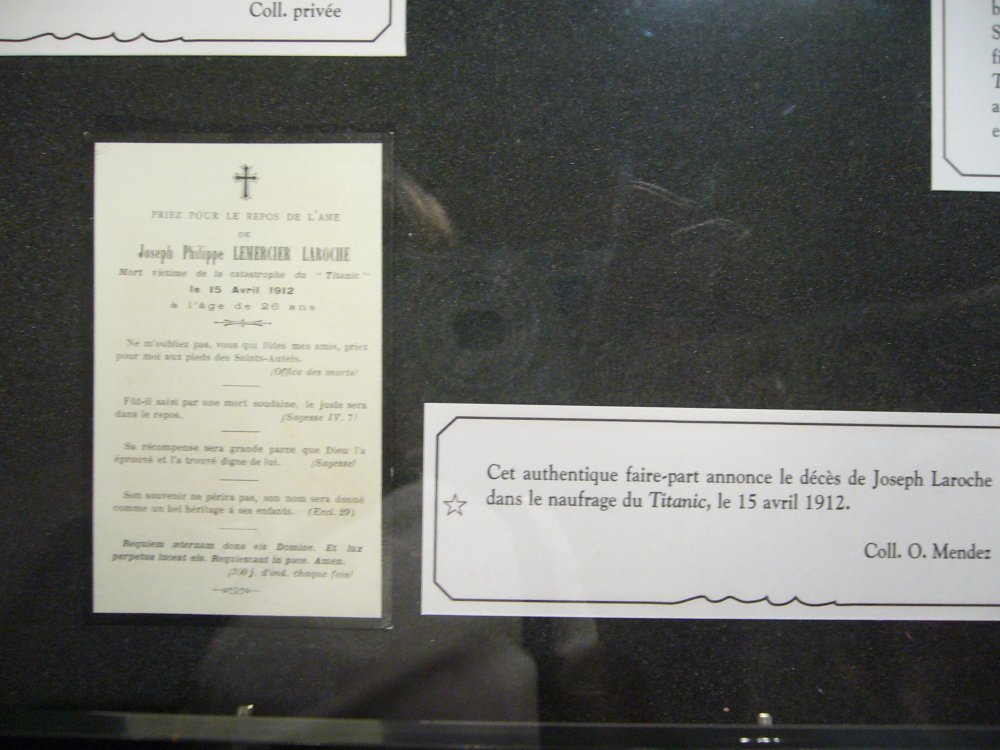 Coll. privée
PRIEZ POUR LE REPOS DE L'AME
DE
Joseph Philippe LEMERCIER LAROCHE
Mort victime de la catastrophe du "Titanic"
le 15 Avril 1912
à l'âge de 26 ans
Ne m'oubliez pas, vous qui fûtes mes amis, priez
pour moi aux pieds des Saints-Autels.
(Office des morts)
Fût-il saisi par une mort soudaine, le juste sera
dans le repos. (Sagesse IV. 7)
Sa récompense sera grande parce que Dieu l'a
éprouvé et l'a trouvé digne de lui. (Sagesse)
Son souvenir ne périra pas, son nom sera donné
comme un bel héritage à ses enfants. (Eccl. 29)
Requiem æternam dona eis Domine. Et lux
perpetua luceat eis. Requiescant in pace. Amen.
(300 j. d'ind. chaque fois)
Cet authentique faire-part annonce le décès de Joseph Laroche
dans le naufrage du Titanic, le 15 avril 1912.
Coll. O. Mendez